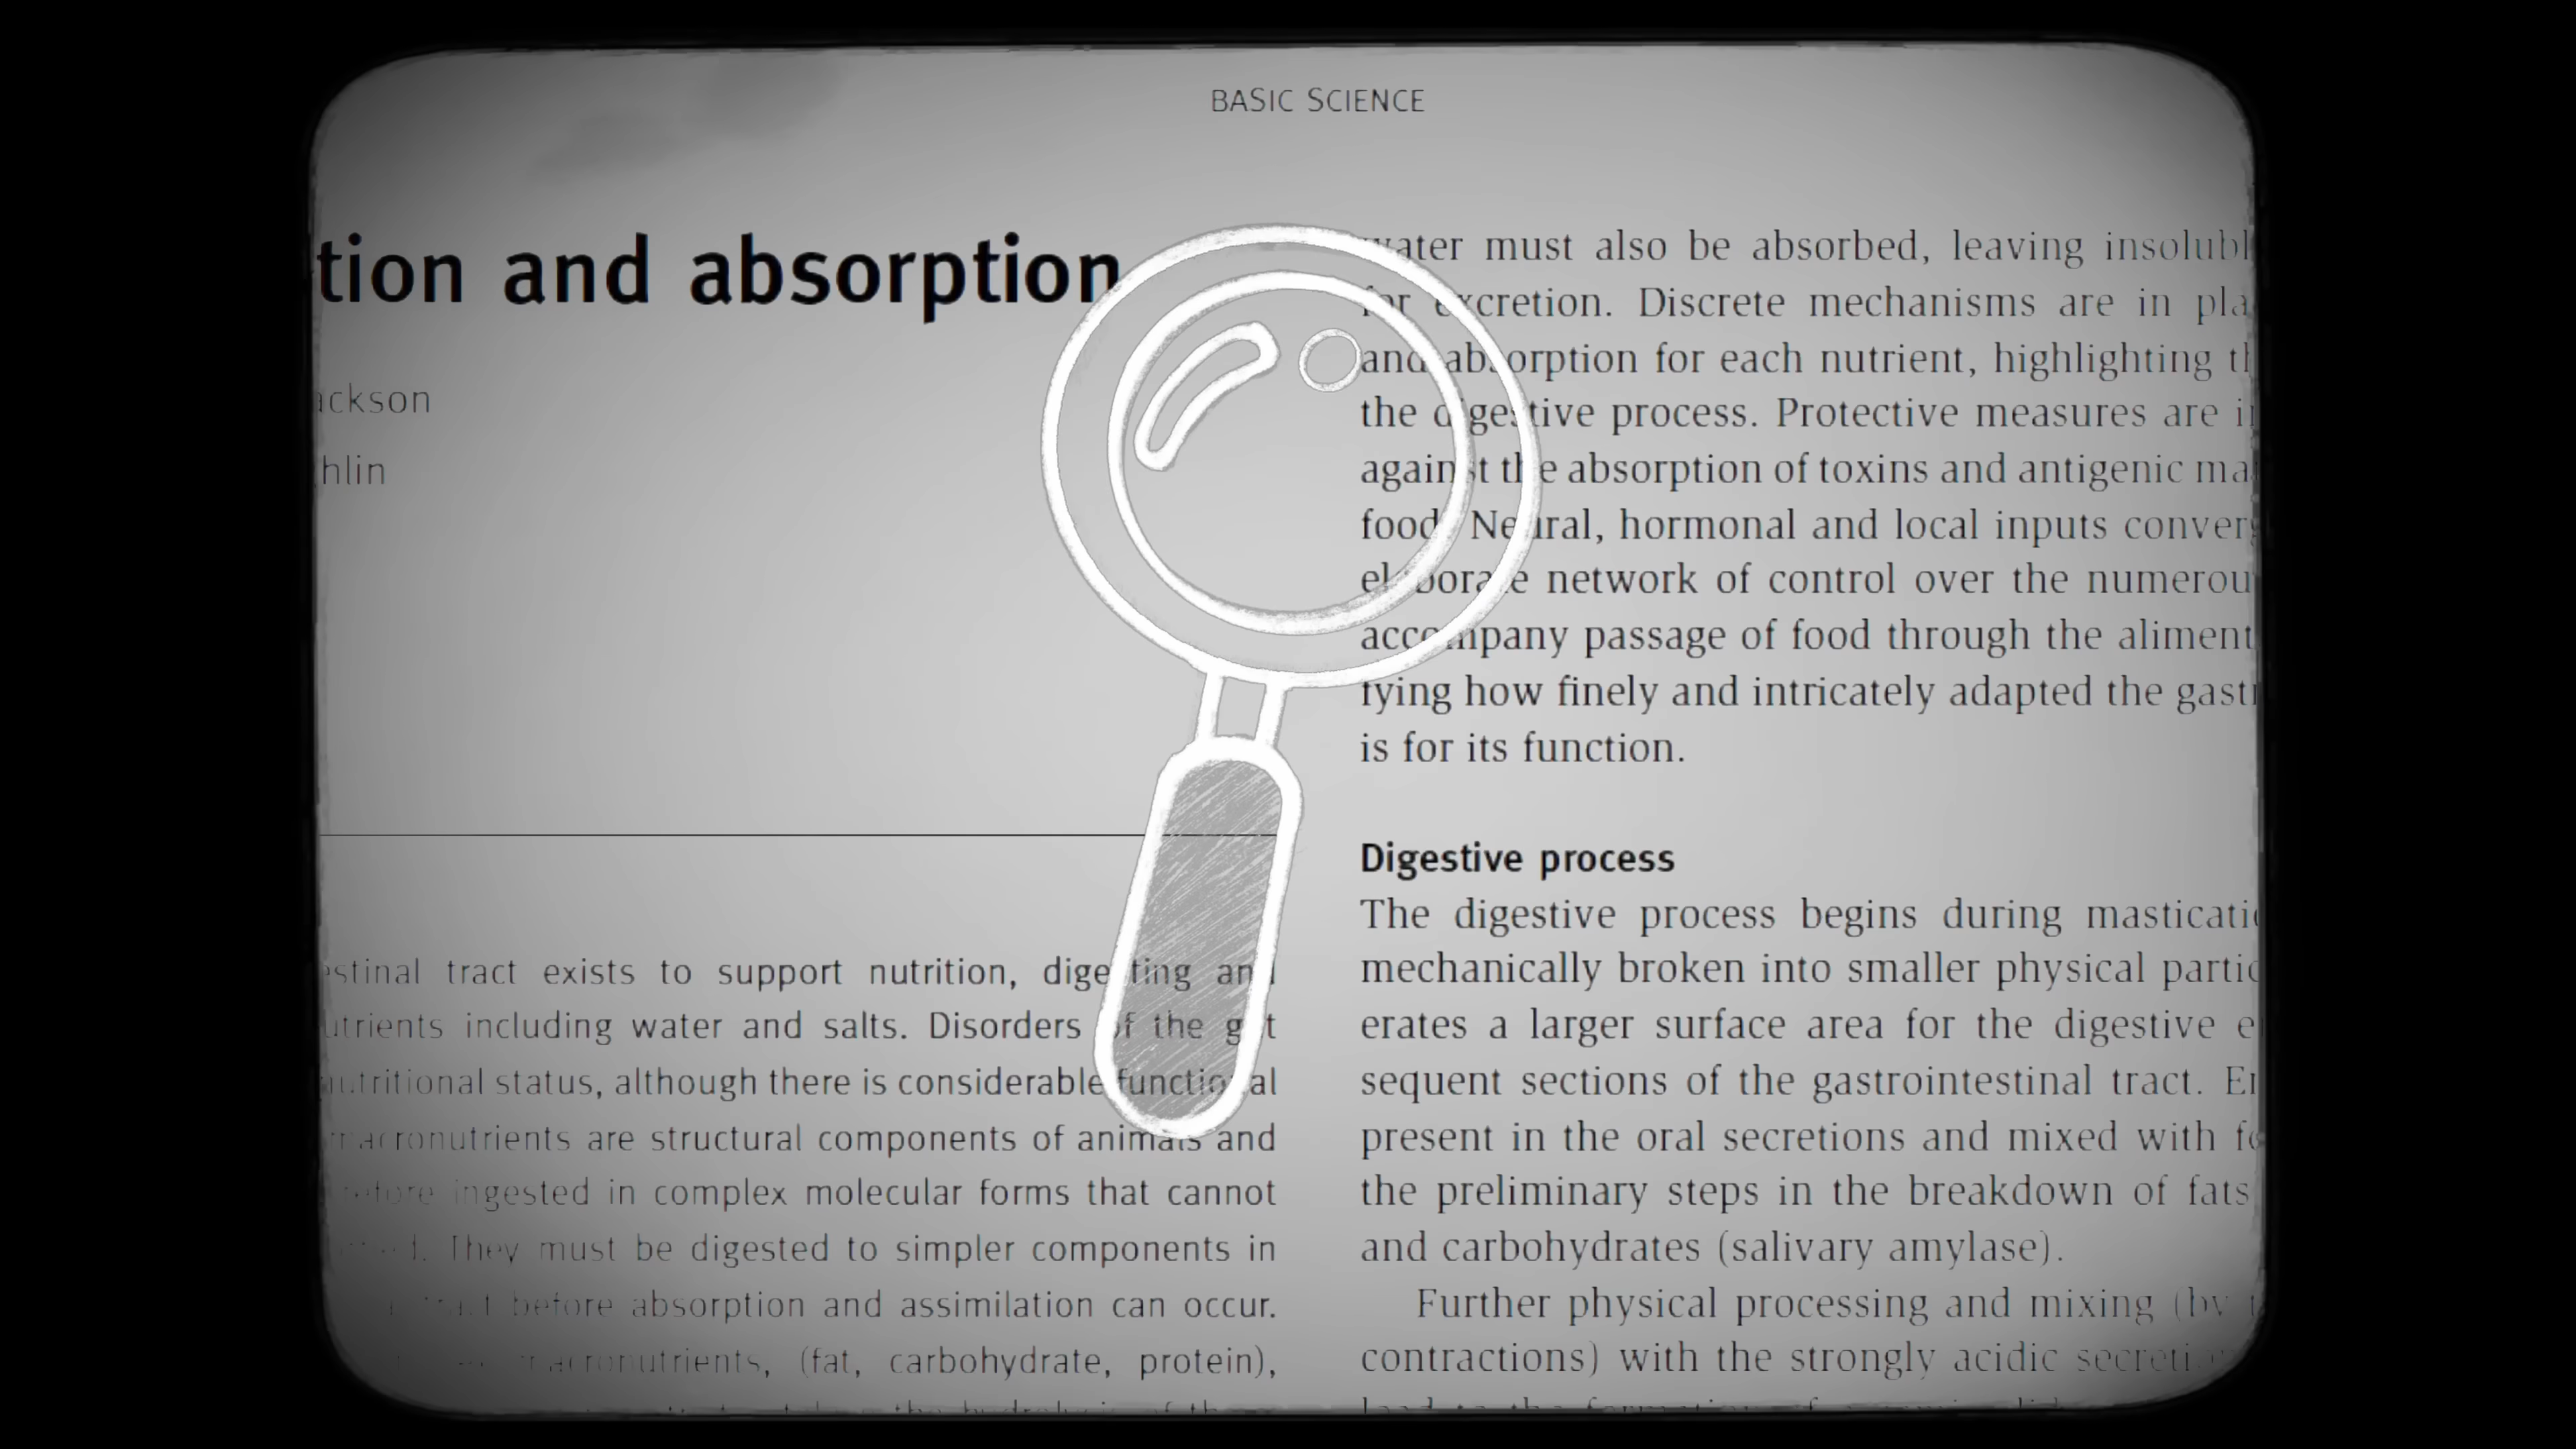 BASIC SCIENCE
tion and absorption
ackson
hlin
stinal tract exists to support nutrition, digesting and
utrients including water and salts. Disorders of the gut
nutritional status, although there is considerable functional
macronutrients are structural components of animals and
ingested in complex molecular forms that cannot
They must be digested to simpler components in
before absorption and assimilation can occur.
macronutrients, (fat, carbohydrate, protein),
water must also be absorbed, leaving insolubl
for excretion. Discrete mechanisms are in pla
and absorption for each nutrient, highlighting th
the digestive process. Protective measures are i
against the absorption of toxins and antigenic ma
food. Neural, hormonal and local inputs converg
elaborate network of control over the numerou
accompany passage of food through the aliment
tying how finely and intricately adapted the gast
is for its function.
Digestive process
The digestive process begins during masticati
mechanically broken into smaller physical partic
erates a larger surface area for the digestive e
sequent sections of the gastrointestinal tract. E
present in the oral secretions and mixed with fo
the preliminary steps in the breakdown of fats
and carbohydrates (salivary amylase).
Further physical processing and mixing (by
contractions) with the strongly acidic secreti